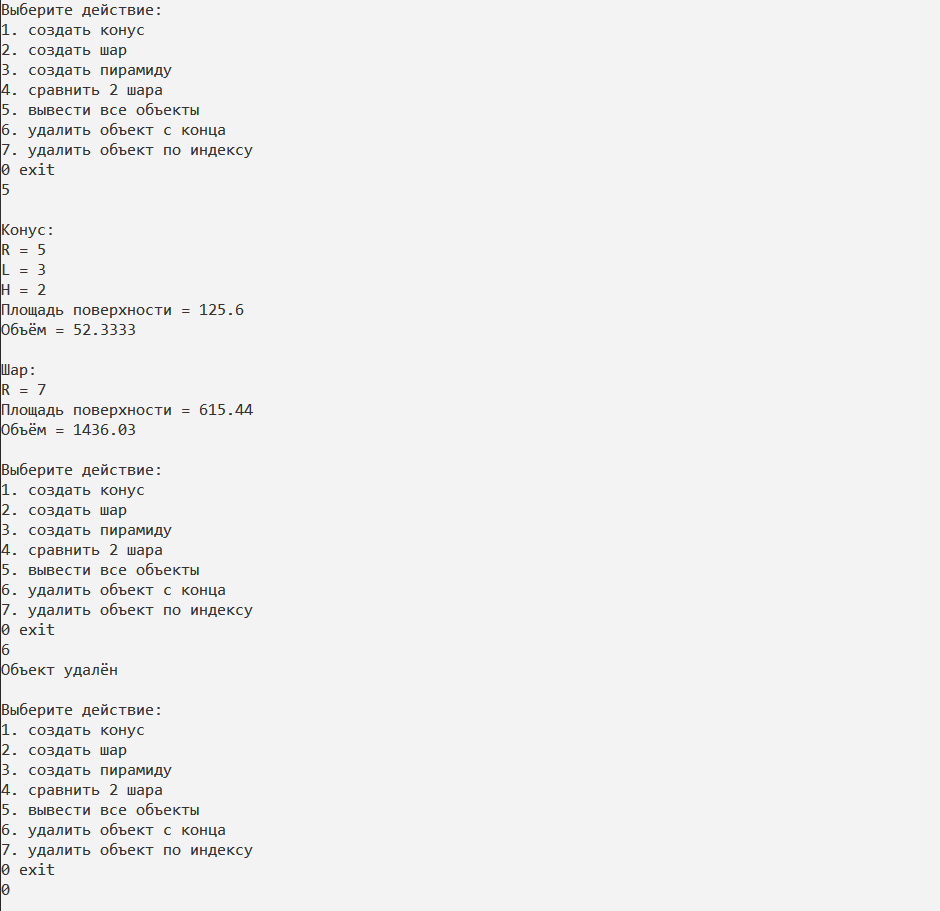 Выберите действие:
1. создать конус
2. создать шар
3. создать пирамиду
4. сравнить 2 шара
5. вывести все объекты
6. удалить объект с конца
7. удалить объект по индексу
0 exit
5
Конус:
R = 5
L = 3
H = 2
Площадь поверхности = 125.6
Объём = 52.3333
Шар:
R = 7
Площадь поверхности = 615.44
Объём = 1436.03
Выберите действие:
1. создать конус
2. создать шар
3. создать пирамиду
4. сравнить 2 шара
5. вывести все объекты
6. удалить объект с конца
7. удалить объект по индексу
0 exit
6
Объект удалён
Выберите действие:
1. создать конус
2. создать шар
3. создать пирамиду
4. сравнить 2 шара
5. вывести все объекты
6. удалить объект с конца
7. удалить объект по индексу
0 exit
0